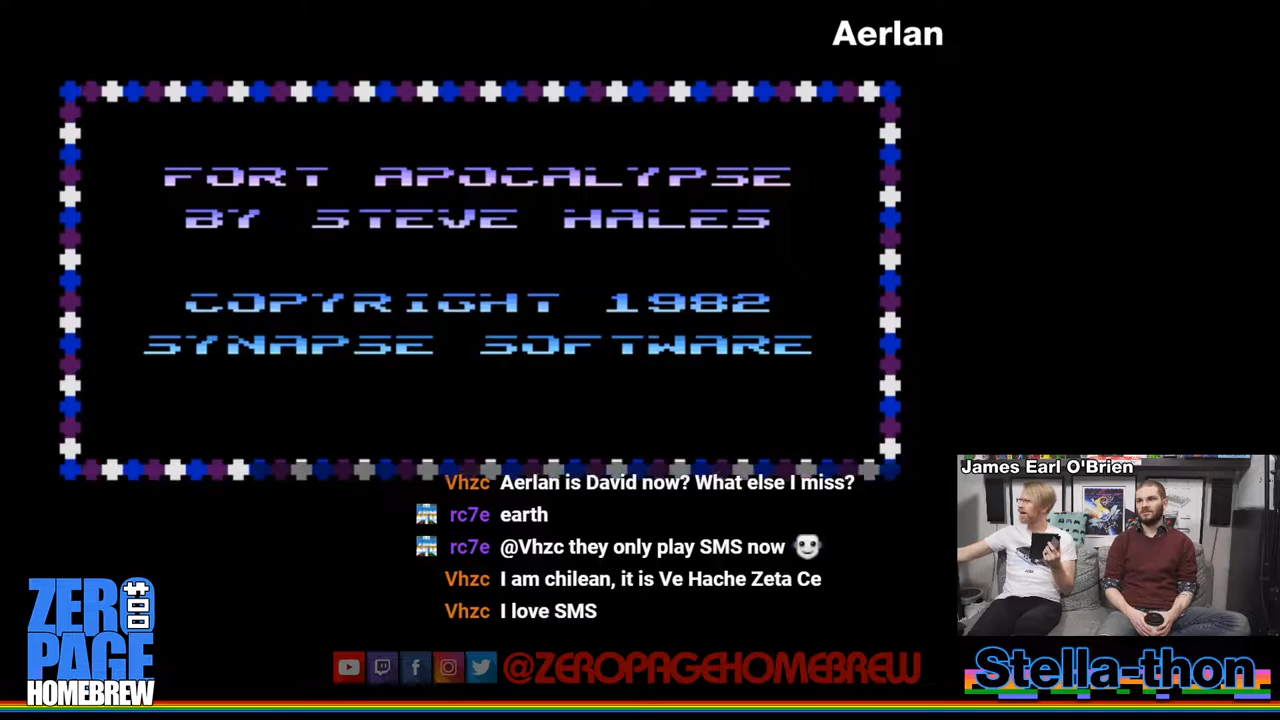 Aerlan
FORT APOCALYPSE
BY STEVE HALES
COPYRIGHT 1982
SYNAPSE SOFTWARE
Vhzc Aerlan is David now? What else I miss?
rc7e earth
rc7e @Vhzc they only play SMS now
Vhzc I am chilean, it is Ve Hache Zeta Ce
Vhzc I love SMS
James Earl O'Brien
ZERO
PAGE
HOMEBREW
@ZEROPAGEHOMEBREW
Stella-thon